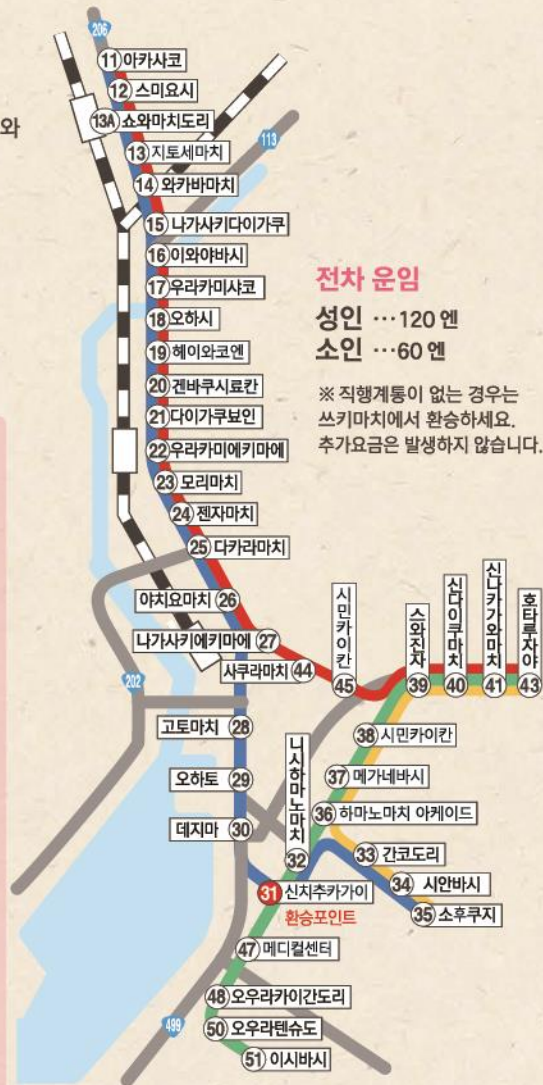 206
11 아카사코
12 스미요시
와
13A 쇼와마치도리
113
13 지토세마치
14 와카바마치
15 나가사키다이가쿠
16 이와야바시
17 우라카미샤코
18 오하시
19 헤이와코엔
20 겐바쿠시료칸
21 다이가쿠뵤인
22 우라카미에키마에
23 모리마치
24 젠자마치
25 다카라마치
야치요마치 26
나가사키에키마에 27
사쿠라마치 44
전차 운임
성인 …120 엔
소인 …60 엔
※ 직행계통이 없는 경우는
쓰키마치에서 환승하세요.
추가요금은 발생하지 않습니다.
시민카이칸 45
스와진자 39
신다이쿠마치 40
신나카가와마치 41
호타루자야 43
202
고토마치 28
오하토 29
데지마 30
38 시민카이칸
37 메가네바시
36 하마노마치 아케이드
니시하마노마치 32
33 간코도리
34 시안바시
35 소후쿠지
31 신치추카가이
환승포인트
47 메디컬센터
48 오우라카이간도리
50 오우라텐슈도
51 이시바시
499